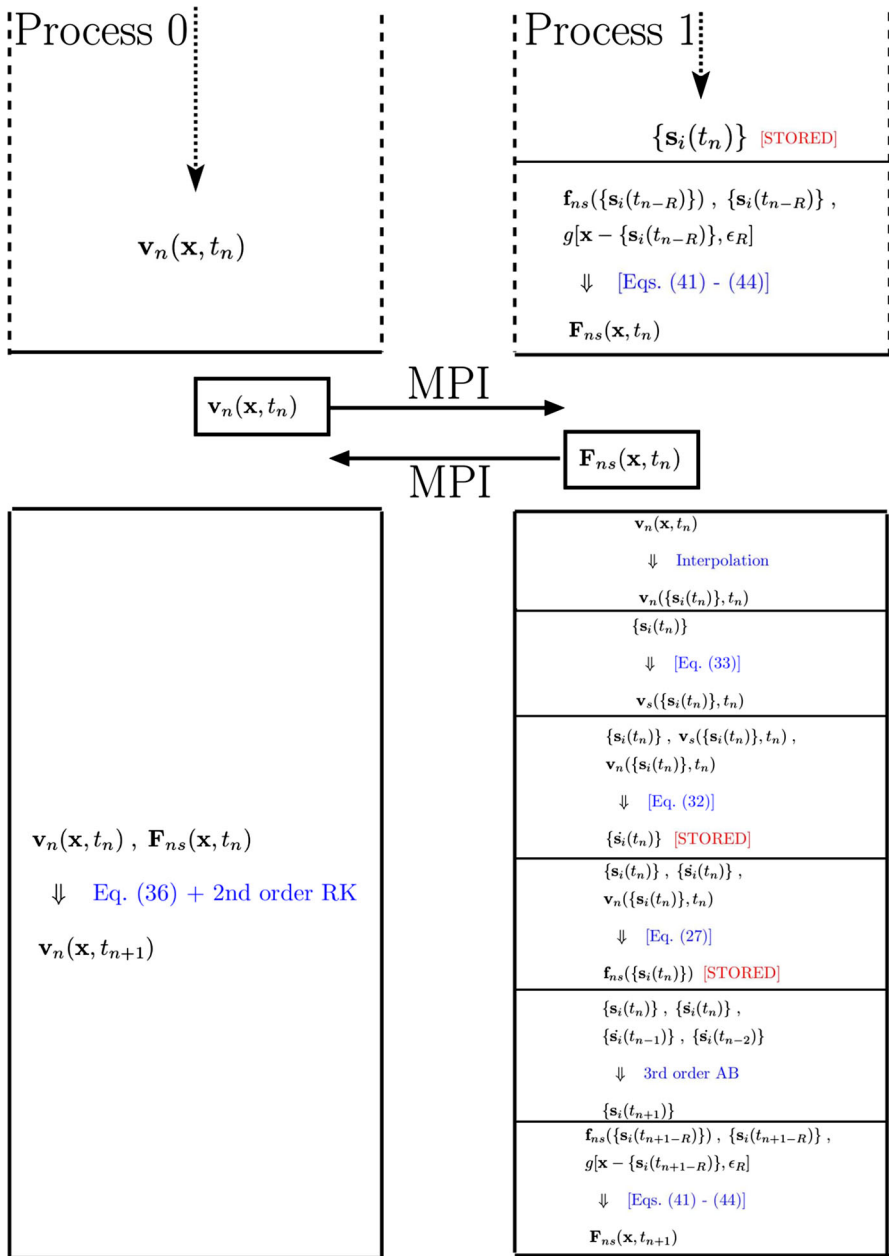 Process 0
v_n(x, t_n)
Process 1
{s_i(t_n)} [STORED]
f_ns({s_i(t_{n−R})}) , {s_i(t_{n−R})} ,
g[x − {s_i(t_{n−R})}, ϵ_R]
⇓ [Eqs. (41) - (44)]
F_ns(x, t_n)
MPI
v_n(x, t_n)
F_ns(x, t_n)
MPI
v_n(x, t_n) , F_ns(x, t_n)
⇓ Eq. (36) + 2nd order RK
v_n(x, t_{n+1})
v_n(x, t_n)
⇓ Interpolation
v_n({s_i(t_n)}, t_n)
{s_i(t_n)}
⇓ [Eq. (33)]
v_s({s_i(t_n)}, t_n)
{s_i(t_n)} , v_s({s_i(t_n)}, t_n) ,
v_n({s_i(t_n)}, t_n)
⇓ [Eq. (32)]
{ṡ_i(t_n)} [STORED]
{s_i(t_n)} , {ṡ_i(t_n)} ,
v_n({s_i(t_n)}, t_n)
⇓ [Eq. (27)]
f_ns({s_i(t_n)}) [STORED]
{s_i(t_n)} , {ṡ_i(t_n)} ,
{ṡ_i(t_{n−1})} , {ṡ_i(t_{n−2})}
⇓ 3rd order AB
{s_i(t_{n+1})}
f_ns({s_i(t_{n+1−R})}) , {s_i(t_{n+1−R})} ,
g[x − {s_i(t_{n+1−R})}, ϵ_R]
⇓ [Eqs. (41) - (44)]
F_ns(x, t_{n+1})